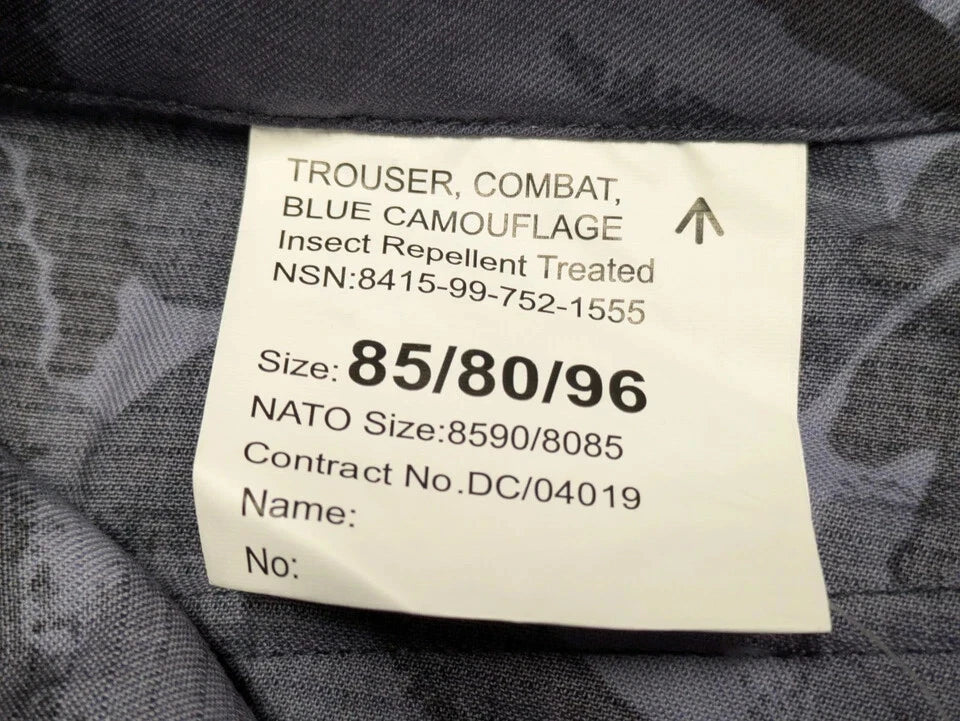 TROUSER, COMBAT,
BLUE CAMOUFLAGE
Insect Repellent Treated
NSN:8415-99-752-1555
Size: 85/80/96
NATO Size:8590/8085
Contract No.DC/04019
Name:
No: